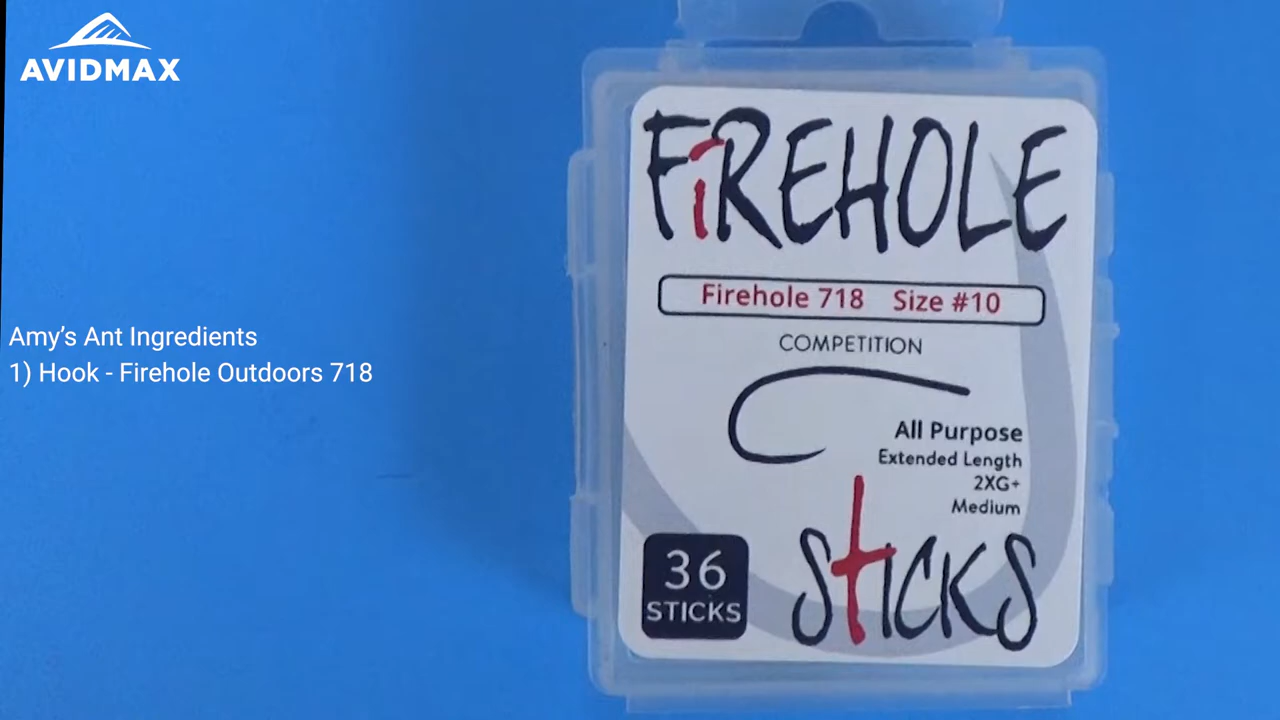 AVIDMAX
Amy’s Ant Ingredients
1) Hook - Firehole Outdoors 718
FiREHOLE
Firehole 718 Size #10
COMPETITION
All Purpose
Extended Length
2XG+
Medium
36
STICKS
StICKS